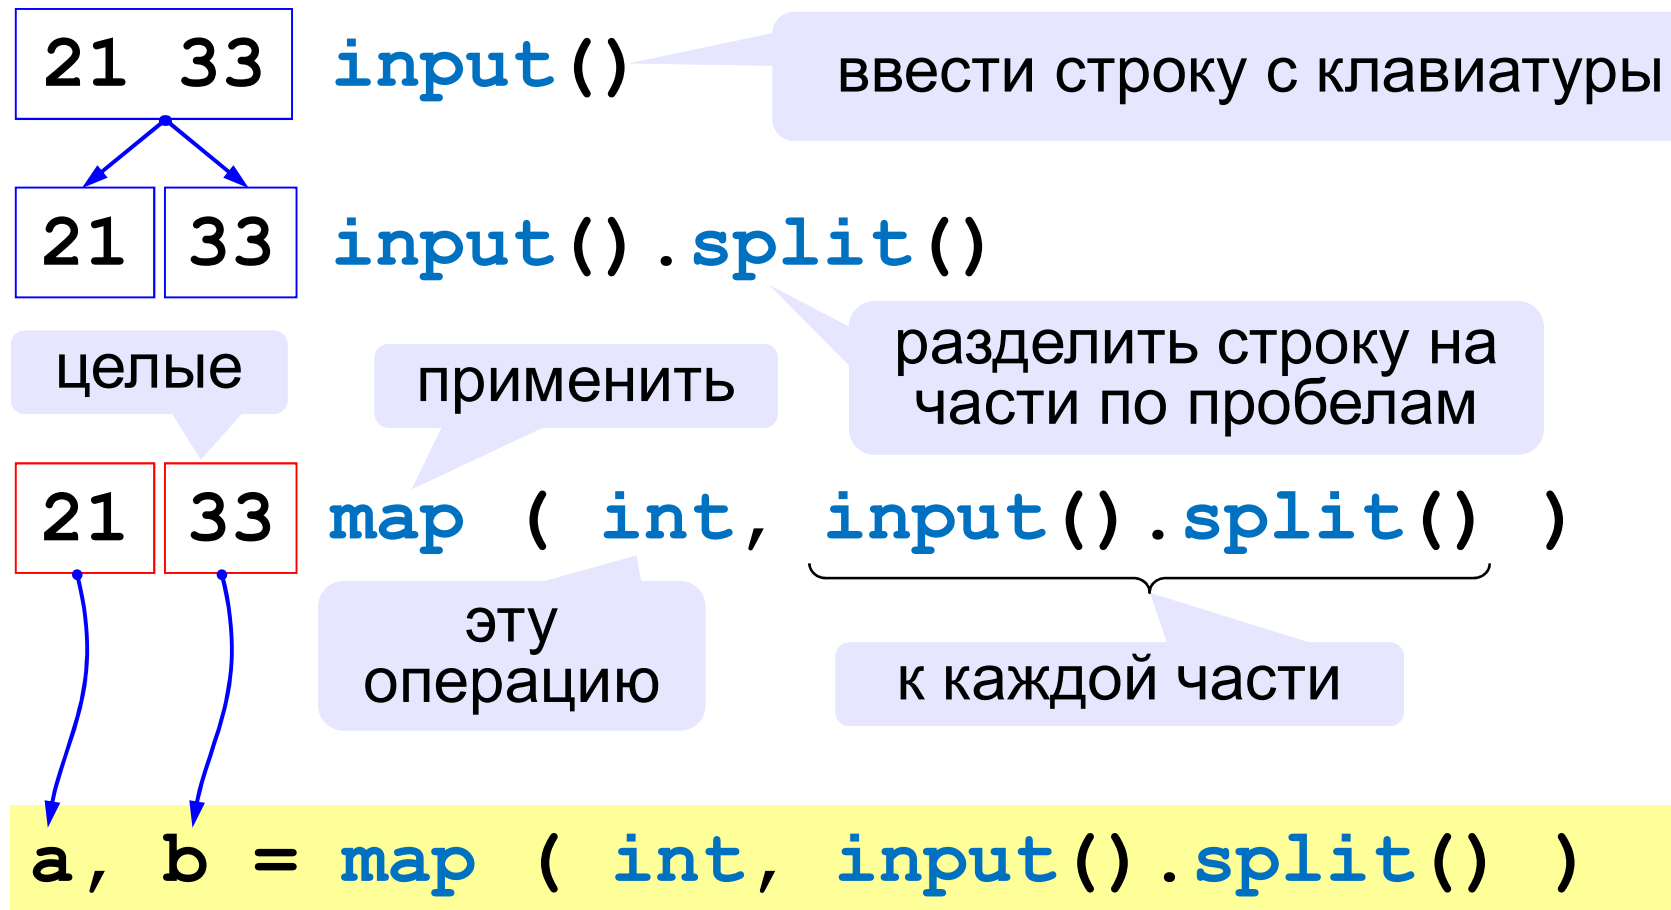 21 33 input() ввести строку с клавиатуры
21 33 input().split()
разделить строку на
части по пробелам
целые
применить
21 33 map ( int, input().split() )
эту
операцию
к каждой части
a, b = map ( int, input().split() )